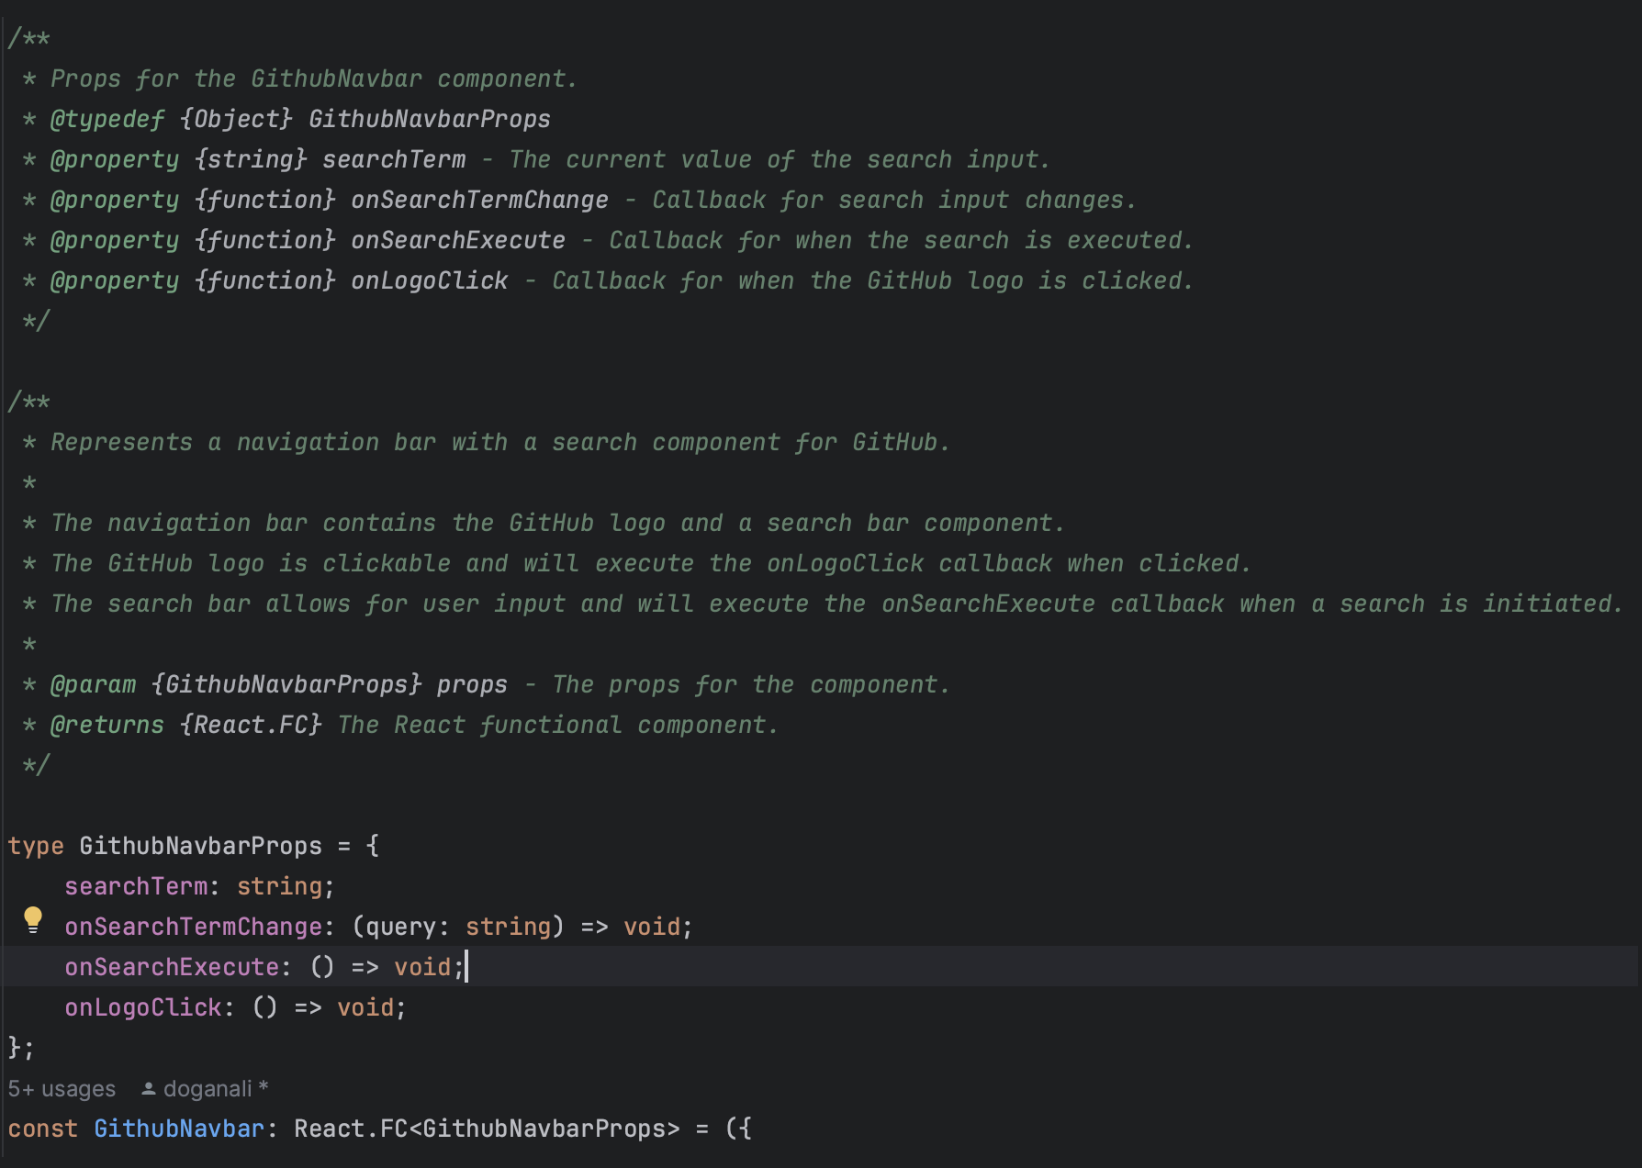 /**
 * Props for the GithubNavbar component.
 * @typedef {Object} GithubNavbarProps
 * @property {string} searchTerm - The current value of the search input.
 * @property {function} onSearchTermChange - Callback for search input changes.
 * @property {function} onSearchExecute - Callback for when the search is executed.
 * @property {function} onLogoClick - Callback for when the GitHub logo is clicked.
 */
/**
 * Represents a navigation bar with a search component for GitHub.
 *
 * The navigation bar contains the GitHub logo and a search bar component.
 * The GitHub logo is clickable and will execute the onLogoClick callback when clicked.
 * The search bar allows for user input and will execute the onSearchExecute callback when a search is initiated.
 *
 * @param {GithubNavbarProps} props - The props for the component.
 * @returns {React.FC} The React functional component.
 */
type GithubNavbarProps = {
    searchTerm: string;
    onSearchTermChange: (query: string) => void;
    onSearchExecute: () => void;
    onLogoClick: () => void;
};
5+ usages doganali *
const GithubNavbar: React.FC<GithubNavbarProps> = ({